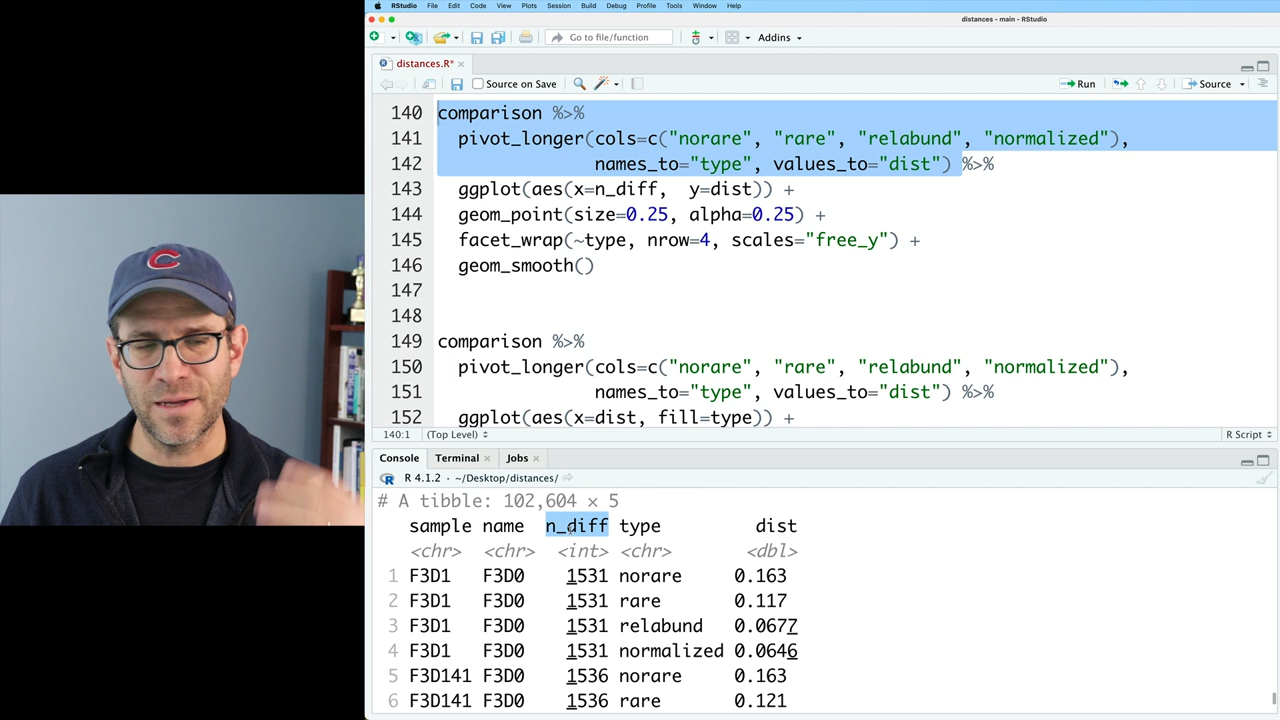 RStudio File Edit Code View Plots Session Build Debug Profile Tools Window Help
distances - main - RStudio
Go to file/function Addins
distances.R*
Source on Save Run Source
140 comparison %>%
141 pivot_longer(cols=c("norare", "rare", "relabund", "normalized"),
142 names_to="type", values_to="dist") %>%
143 ggplot(aes(x=n_diff, y=dist)) +
144 geom_point(size=0.25, alpha=0.25) +
145 facet_wrap(~type, nrow=4, scales="free_y") +
146 geom_smooth()
147
148
149 comparison %>%
150 pivot_longer(cols=c("norare", "rare", "relabund", "normalized"),
151 names_to="type", values_to="dist") %>%
152 ggplot(aes(x=dist, fill=type)) +
140:1 (Top Level) R Script
Console Terminal Jobs
R 4.1.2 · ~/Desktop/distances/
# A tibble: 102,604 × 5
sample name n_diff type dist
<chr> <chr> <int> <chr> <dbl>
1 F3D1 F3D0 1531 norare 0.163
2 F3D1 F3D0 1531 rare 0.117
3 F3D1 F3D0 1531 relabund 0.0677
4 F3D1 F3D0 1531 normalized 0.0646
5 F3D141 F3D0 1536 norare 0.163
6 F3D141 F3D0 1536 rare 0.121
C